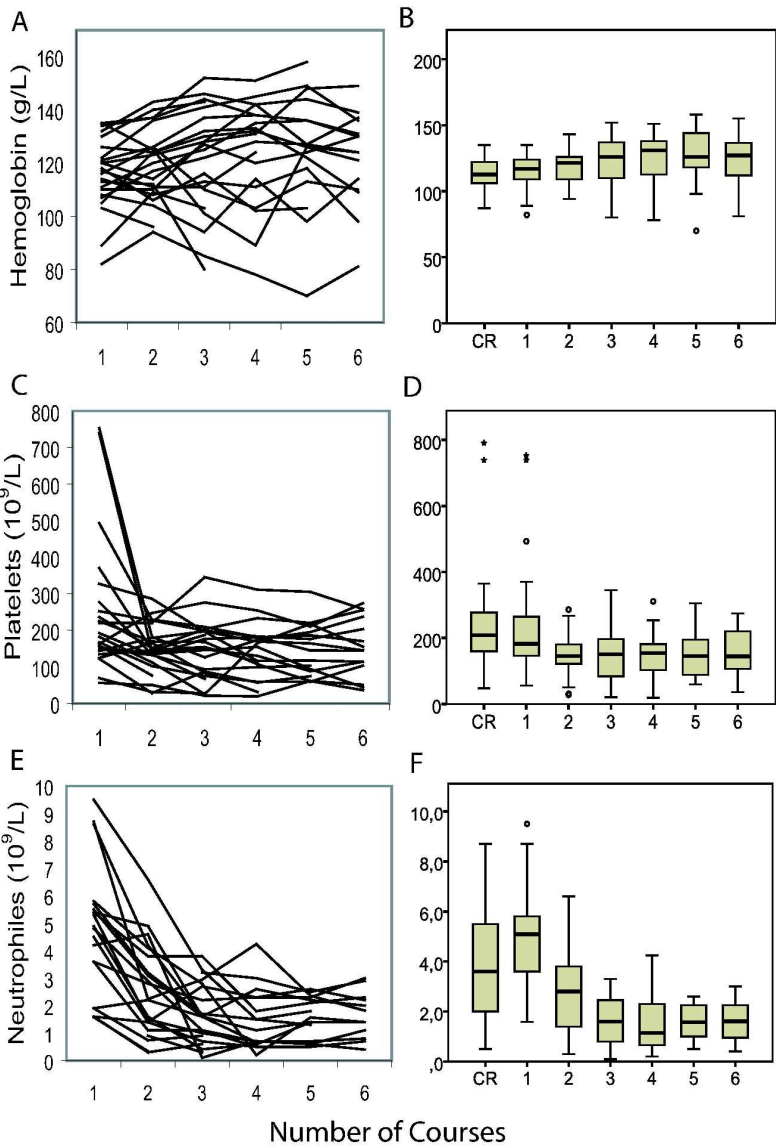 A
Hemoglobin (g/L)
160
140
120
100
80
60
1 2 3 4 5 6
B
200
150
100
50
0
CR 1 2 3 4 5 6
C
Platelets (10^9/L)
800
700
600
500
400
300
200
100
0
1 2 3 4 5 6
D
800
600
400
200
0
CR 1 2 3 4 5 6
E
Neutrophiles (10^9/L)
10
9
8
7
6
5
4
3
2
1
0
1 2 3 4 5 6
F
10,0
8,0
6,0
4,0
2,0
,0
CR 1 2 3 4 5 6
Number of Courses